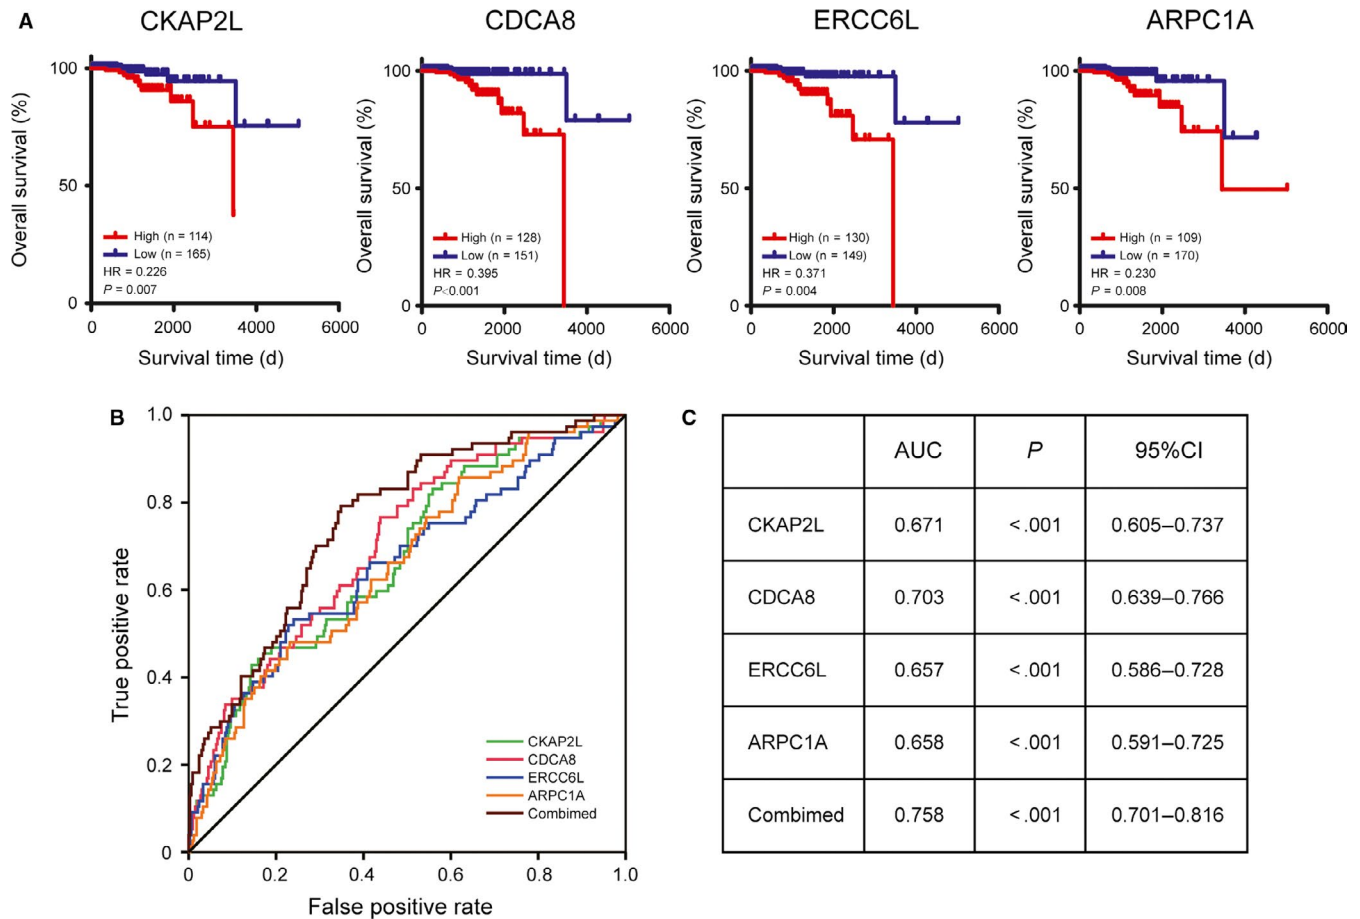 A
CKAP2L
CDCA8
ERCC6L
ARPC1A
Overall survival (%)
100
50
0
High (n = 114)
Low (n = 165)
HR = 0.226
P = 0.007
0 2000 4000 6000
Survival time (d)
Overall survival (%)
100
50
0
High (n = 128)
Low (n = 151)
HR = 0.395
P<0.001
0 2000 4000 6000
Survival time (d)
Overall survival (%)
100
50
0
High (n = 130)
Low (n = 149)
HR = 0.371
P = 0.004
0 2000 4000 6000
Survival time (d)
Overall survival (%)
100
50
0
High (n = 109)
Low (n = 170)
HR = 0.230
P = 0.008
0 2000 4000 6000
Survival time (d)
B
True positive rate
1.0
0.8
0.6
0.4
0.2
0
CKAP2L
CDCA8
ERCC6L
ARPC1A
Combimed
0 0.2 0.4 0.6 0.8 1.0
False positive rate
C
AUC P 95%CI
CKAP2L 0.671 <.001 0.605–0.737
CDCA8 0.703 <.001 0.639–0.766
ERCC6L 0.657 <.001 0.586–0.728
ARPC1A 0.658 <.001 0.591–0.725
Combimed 0.758 <.001 0.701–0.816